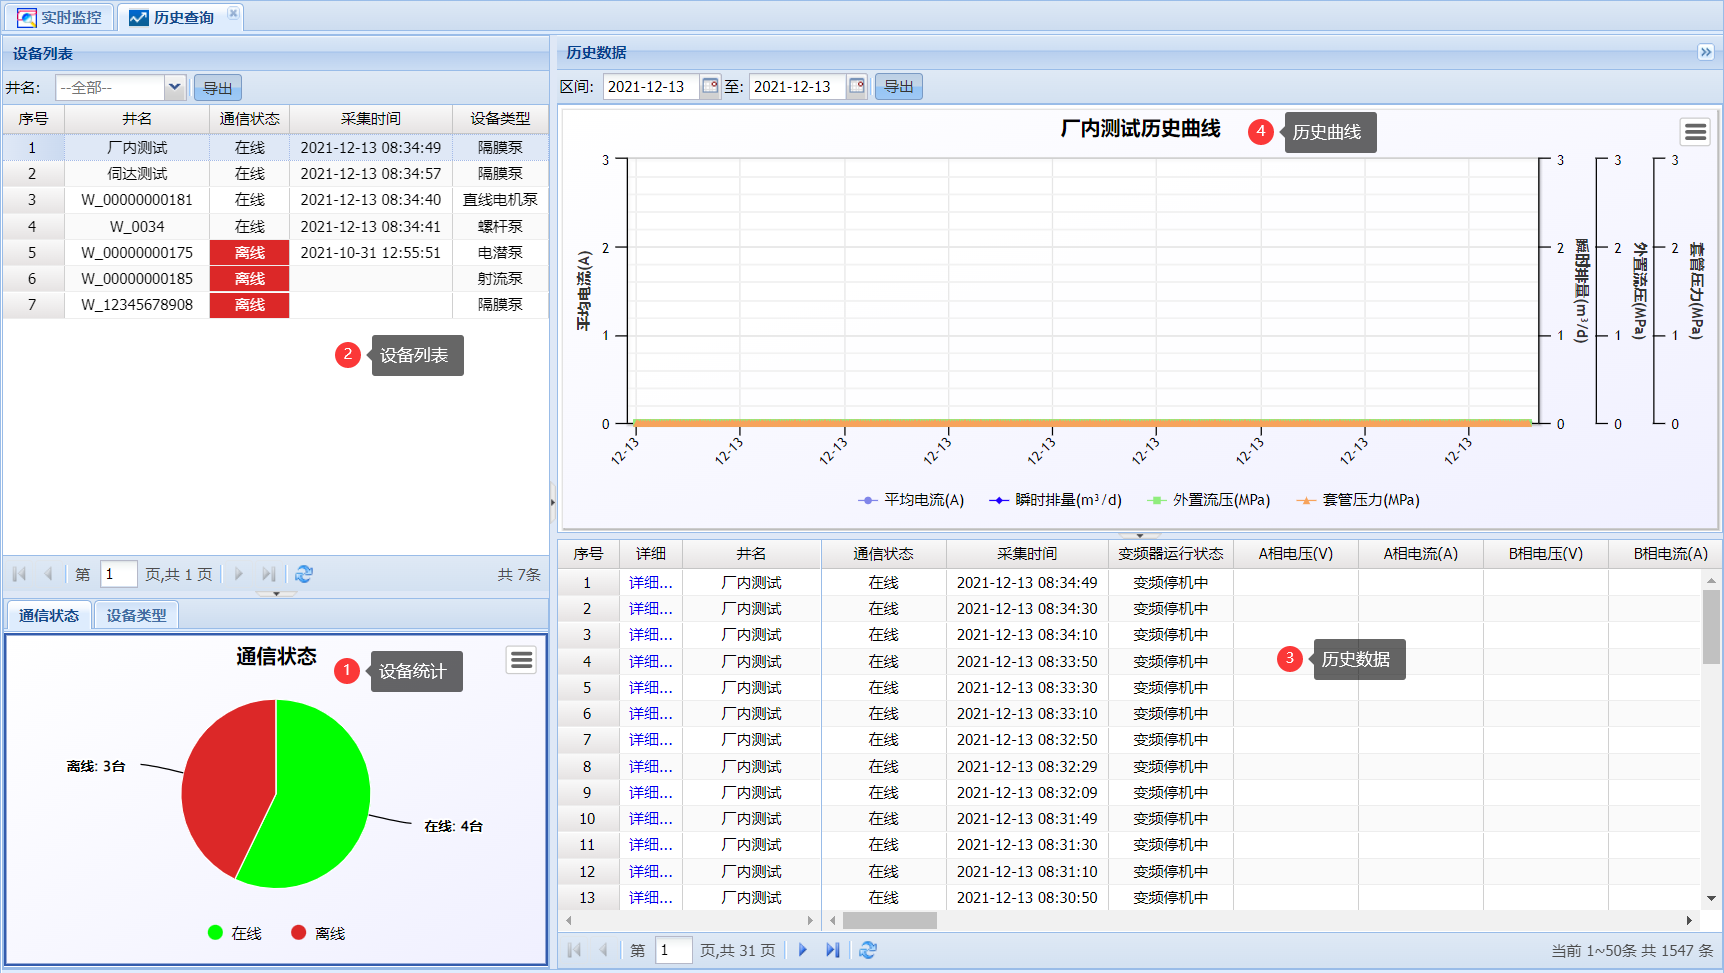 实时监控 历史查询
设备列表
井名: --全部-- 导出
序号 井名 通信状态 采集时间 设备类型
1 厂内测试 在线 2021-12-13 08:34:49 隔膜泵
2 伺达测试 在线 2021-12-13 08:34:57 隔膜泵
3 W_00000000181 在线 2021-12-13 08:34:40 直线电机泵
4 W_0034 在线 2021-12-13 08:34:41 螺杆泵
5 W_00000000175 离线 2021-10-31 12:55:51 电潜泵
6 W_00000000185 离线 射流泵
7 W_12345678908 离线 隔膜泵
2 设备列表
第 1 页,共 1 页 共 7条
通信状态 设备类型
通信状态
1 设备统计
离线: 3台
在线: 4台
在线 离线
历史数据
区间: 2021-12-13 至: 2021-12-13 导出
厂内测试历史曲线
4 历史曲线
3 3 3 3
2 2 2 2
1 1 1 1
0 0 0 0
平均电流(A)
瞬时排量(m³/d)
外置流压(MPa)
套管压力(MPa)
12-13 12-13 12-13 12-13 12-13 12-13 12-13 12-13 12-13
平均电流(A) 瞬时排量(m³/d) 外置流压(MPa) 套管压力(MPa)
序号 详细 井名 通信状态 采集时间 变频器运行状态 A相电压(V) A相电流(A) B相电压(V) B相电流(A)
1 详细... 厂内测试 在线 2021-12-13 08:34:49 变频停机中
2 详细... 厂内测试 在线 2021-12-13 08:34:30 变频停机中
3 详细... 厂内测试 在线 2021-12-13 08:34:10 变频停机中
4 详细... 厂内测试 在线 2021-12-13 08:33:50 变频停机中
5 详细... 厂内测试 在线 2021-12-13 08:33:30 变频停机中
6 详细... 厂内测试 在线 2021-12-13 08:33:10 变频停机中
7 详细... 厂内测试 在线 2021-12-13 08:32:50 变频停机中
8 详细... 厂内测试 在线 2021-12-13 08:32:29 变频停机中
9 详细... 厂内测试 在线 2021-12-13 08:32:09 变频停机中
10 详细... 厂内测试 在线 2021-12-13 08:31:49 变频停机中
11 详细... 厂内测试 在线 2021-12-13 08:31:30 变频停机中
12 详细... 厂内测试 在线 2021-12-13 08:31:10 变频停机中
13 详细... 厂内测试 在线 2021-12-13 08:30:50 变频停机中
3 历史数据
第 1 页,共 31 页 当前 1~50条 共 1547 条